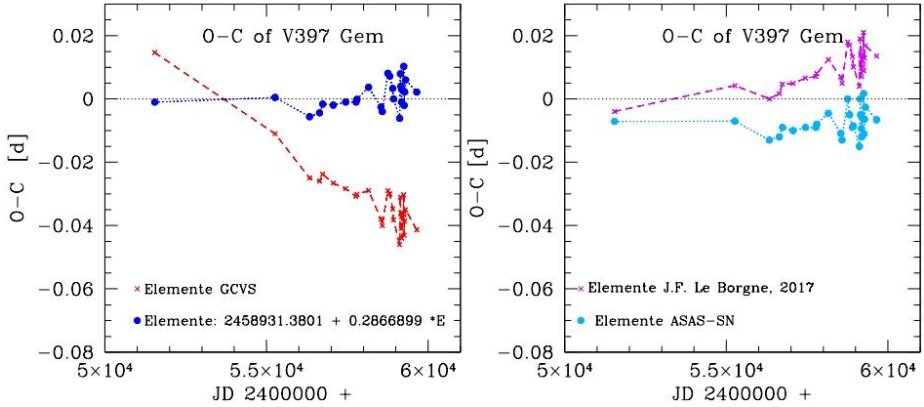 O-C of V397 Gem
0.02
0
−0.02
−0.04
−0.06
−0.08
O-C [d]
× Elemente GCVS
● Elemente: 2458931.3801 + 0.2866899 *E
5×10⁴ 5.5×10⁴ 6×10⁴
JD 2400000 +
O-C of V397 Gem
0.02
0
−0.02
−0.04
−0.06
−0.08
O-C [d]
× Elemente J.F. Le Borgne, 2017
● Elemente ASAS-SN
5×10⁴ 5.5×10⁴ 6×10⁴
JD 2400000 +